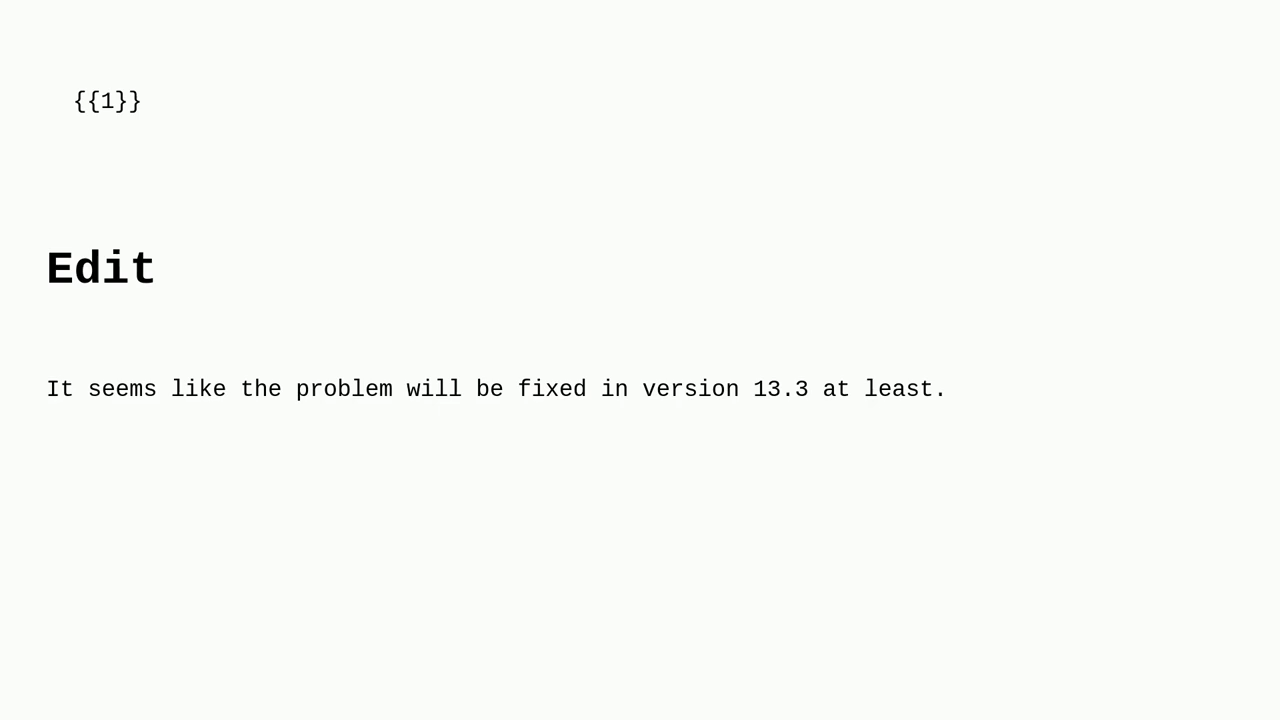 {{1}}
Edit
It seems like the problem will be fixed in version 13.3 at least.